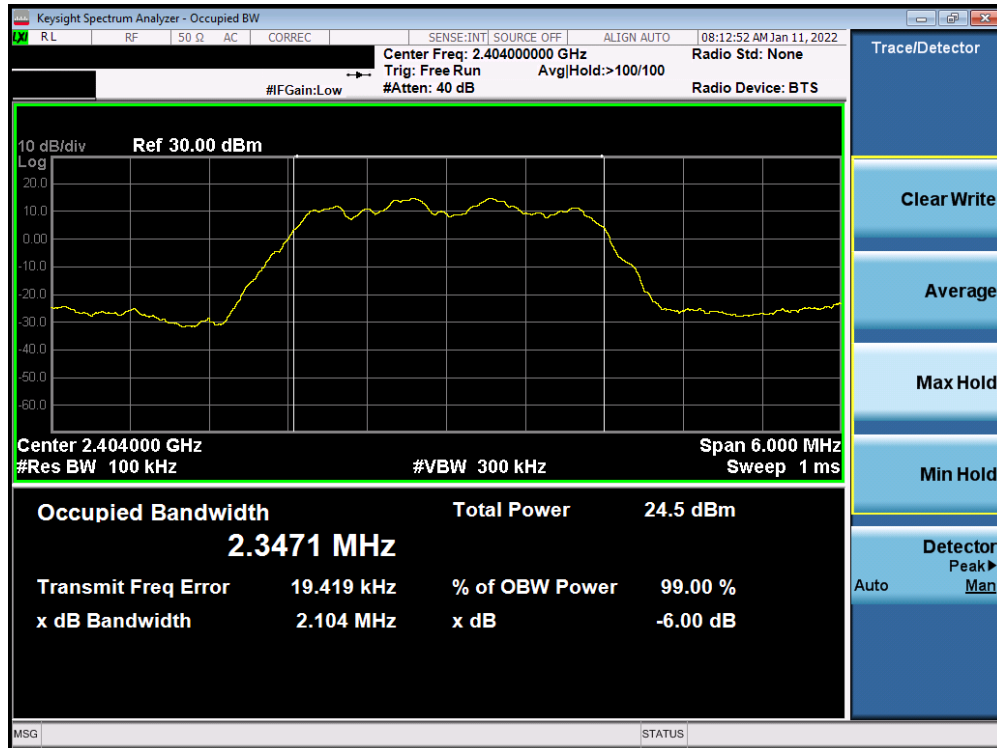 Keysight Spectrum Analyzer - Occupied BW
LXI RL RF 50 Ω AC CORREC SENSE:INT SOURCE OFF ALIGN AUTO 08:12:52 AM Jan 11, 2022
Center Freq: 2.404000000 GHz Radio Std: None
Trig: Free Run Avg|Hold:>100/100
#IFGain:Low #Atten: 40 dB Radio Device: BTS
Trace/Detector
10 dB/div Ref 30.00 dBm
Log
20.0
10.0
0.00
-10.0
-20.0
-30.0
-40.0
-50.0
-60.0
Center 2.404000 GHz Span 6.000 MHz
#Res BW 100 kHz #VBW 300 kHz Sweep 1 ms
Occupied Bandwidth Total Power 24.5 dBm
2.3471 MHz
Transmit Freq Error 19.419 kHz % of OBW Power 99.00 %
x dB Bandwidth 2.104 MHz x dB -6.00 dB
Clear Write
Average
Max Hold
Min Hold
Detector
Peak▶
Auto Man
MSG STATUS